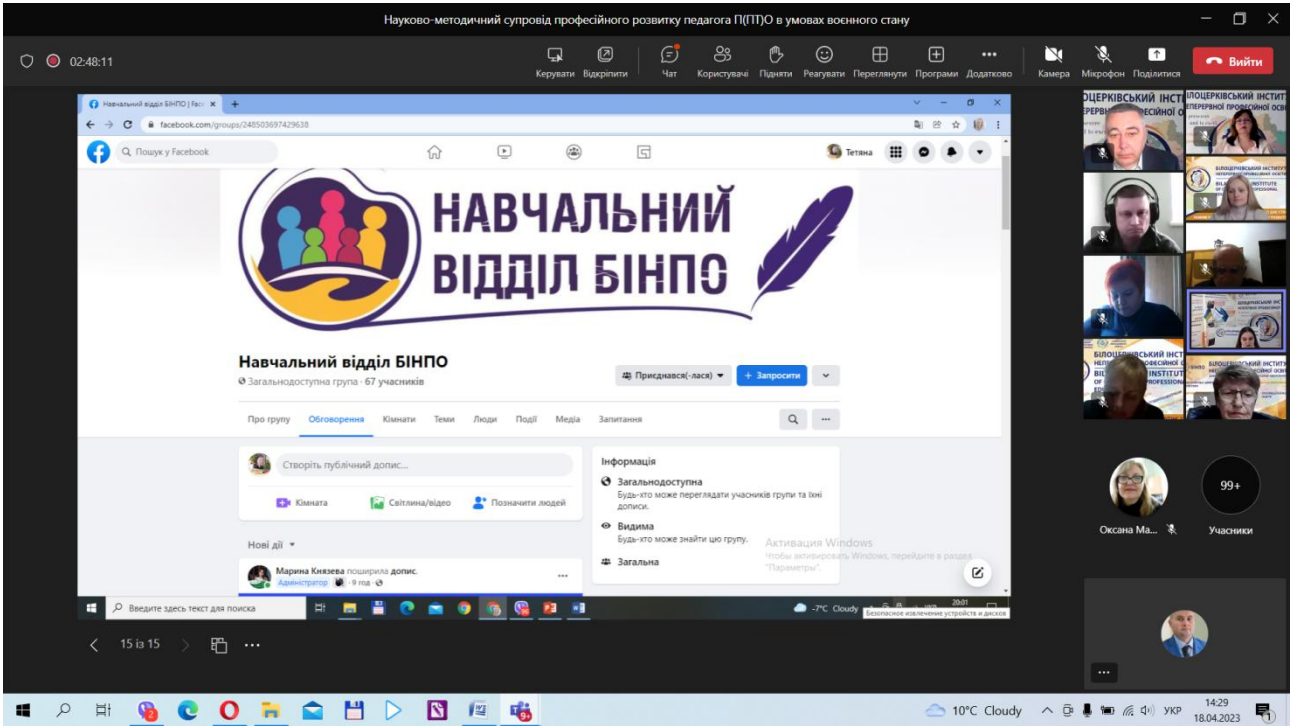 Науково-методичний супровід професійного розвитку педагога П(ПТ)О в умовах воєнного стану
02:48:11
Керувати Відкріпити Чат Користувачі Підняти Реагувати Переглянути Програми Додатково Камера Мікрофон Поділитися Вийти
Навчальний відділ БІНПО | Fac
facebook.com/groups/248503697429638
Пошук у Facebook
Тетяна
НАВЧАЛЬНИЙ
ВІДДІЛ БІНПО
Навчальний відділ БІНПО
Загальнодоступна група · 67 учасників
Приєднався(-лася)
+ Запросити
Про групу Обговорення Кімнати Теми Люди Події Медіа Запитання
Створіть публічний допис...
Кімната Світлина/відео Позначити людей
Нові дії
Марина Князева поширила допис.
Адміністратор · 9 год ·
Інформація
Загальнодоступна
Будь-хто може переглядати учасників групи та їхні
дописи.
Видима
Будь-хто може знайти цю групу.
Загальна
Активация Windows
Чтобы активировать Windows, перейдите в раздел
"Параметры".
Введите здесь текст для поиска
-7°C Cloudy
20:01
Безопасное извлечение устройств и дисков
15 із 15
Оксана Ма...
99+
Учасники
10°C Cloudy
УКР
14:29
18.04.2023